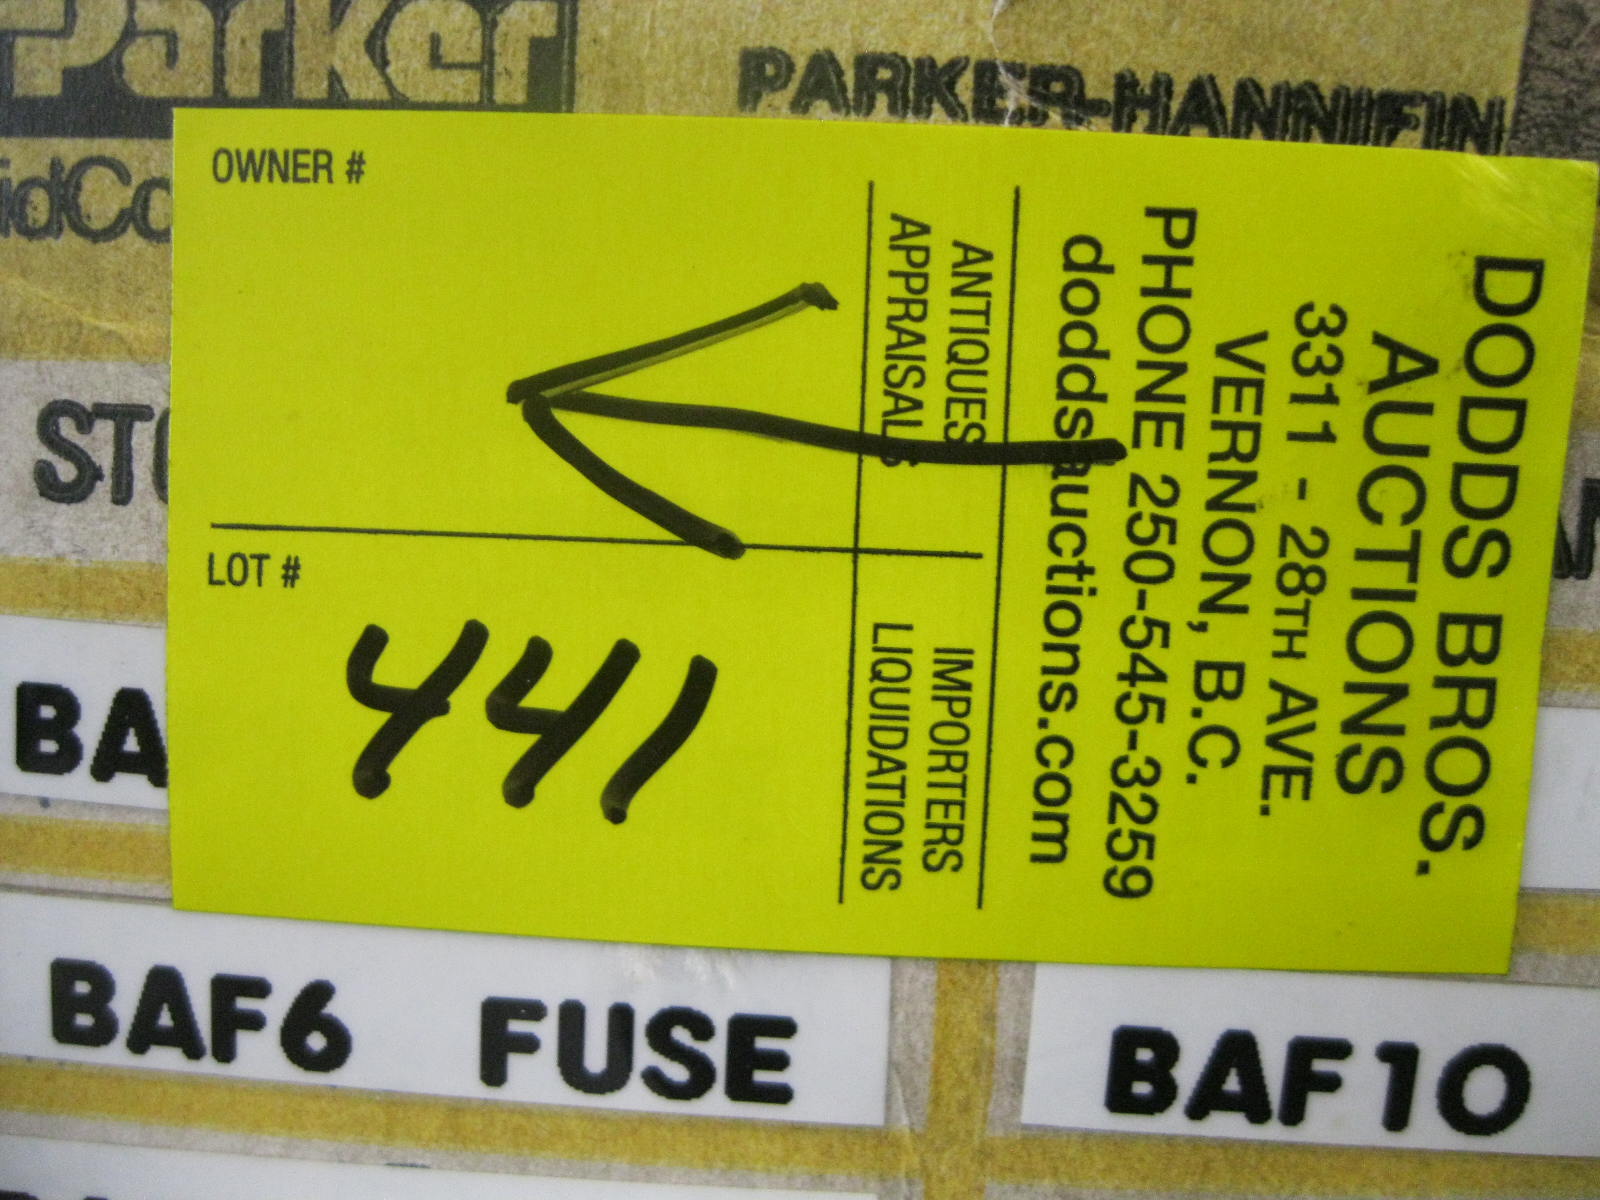 Parker
PARKER-HANNIFIN
OWNER #
LOT #
441
ANTIQUES
APPRAISALS
IMPORTERS
LIQUIDATIONS
DODDS BROS.
AUCTIONS
3311 - 28TH AVE.
VERNON, B.C.
PHONE 250-545-3259
doddsauctions.com
BAF6 FUSE
BAF10